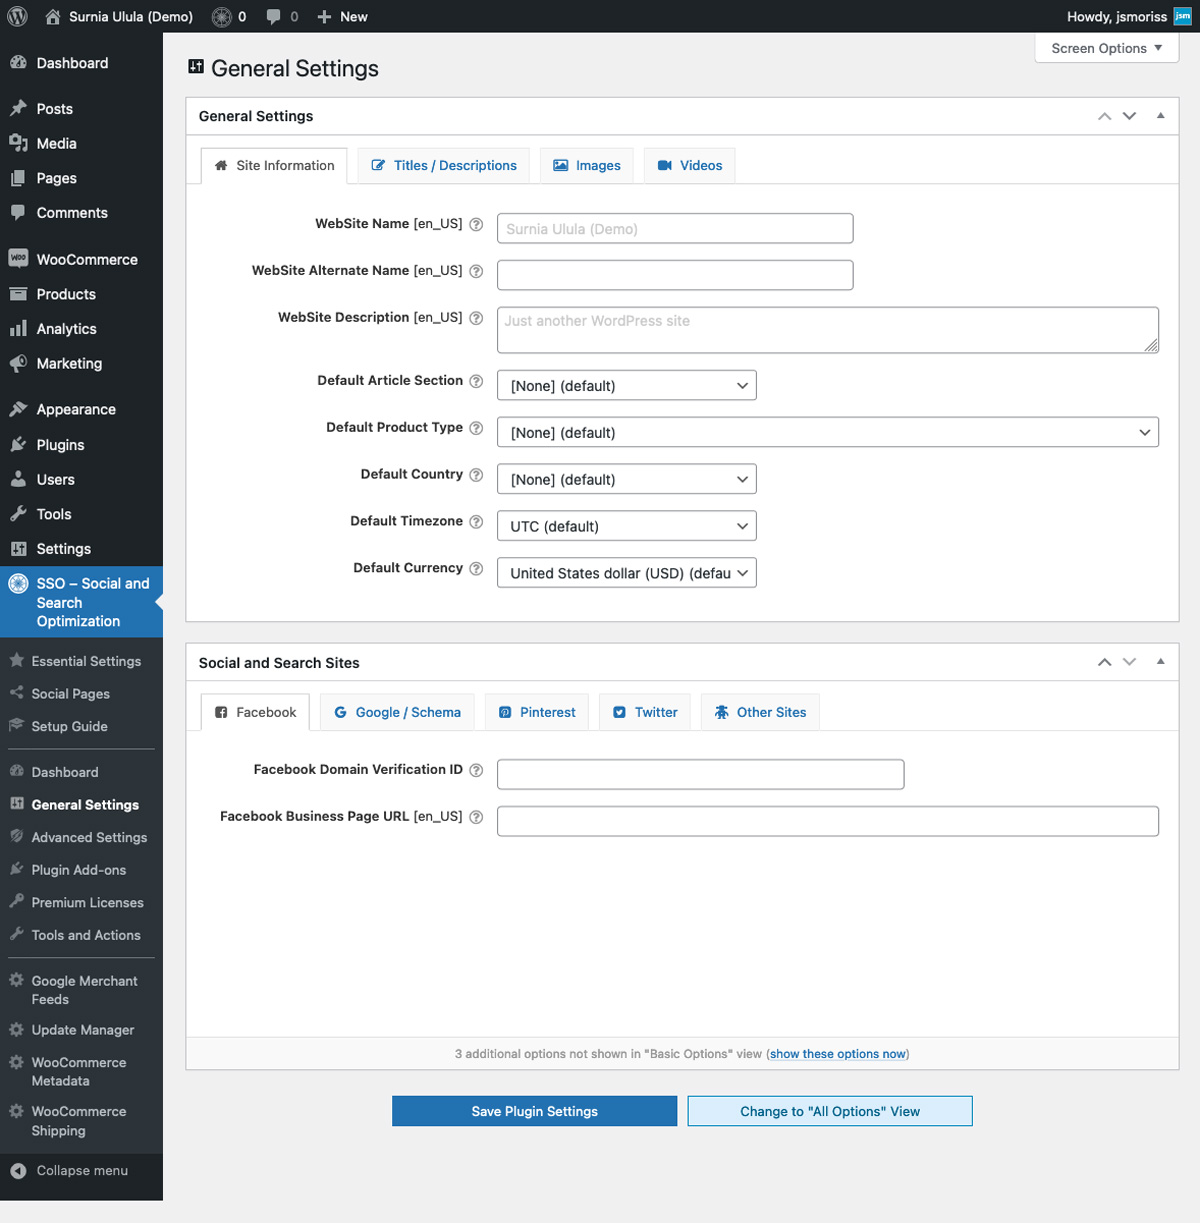 Surnia Ulula (Demo) 0 0 New Howdy, jsmoriss jsm
Screen Options
Dashboard
Posts
Media
Pages
Comments
WOO WooCommerce
Products
Analytics
Marketing
Appearance
Plugins
Users
Tools
Settings
SSO – Social and
Search
Optimization
Essential Settings
Social Pages
Setup Guide
Dashboard
General Settings
Advanced Settings
Plugin Add-ons
Premium Licenses
Tools and Actions
Google Merchant
Feeds
Update Manager
WooCommerce
Metadata
WooCommerce
Shipping
Collapse menu
General Settings
General Settings
Site Information Titles / Descriptions Images Videos
WebSite Name [en_US] ? Surnia Ulula (Demo)
WebSite Alternate Name [en_US] ?
WebSite Description [en_US] ? Just another WordPress site
Default Article Section ? [None] (default)
Default Product Type ? [None] (default)
Default Country ? [None] (default)
Default Timezone ? UTC (default)
Default Currency ? United States dollar (USD) (defau
Social and Search Sites
Facebook Google / Schema Pinterest Twitter Other Sites
Facebook Domain Verification ID ?
Facebook Business Page URL [en_US] ?
3 additional options not shown in "Basic Options" view (show these options now)
Save Plugin Settings Change to "All Options" View